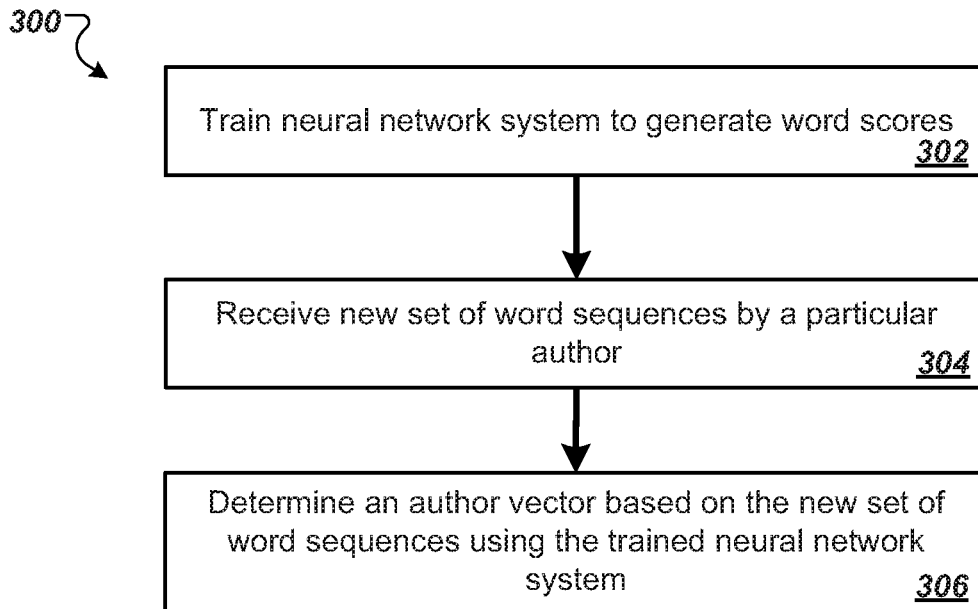 300
Train neural network system to generate word scores
302
Receive new set of word sequences by a particular
author
304
Determine an author vector based on the new set of
word sequences using the trained neural network
system
306